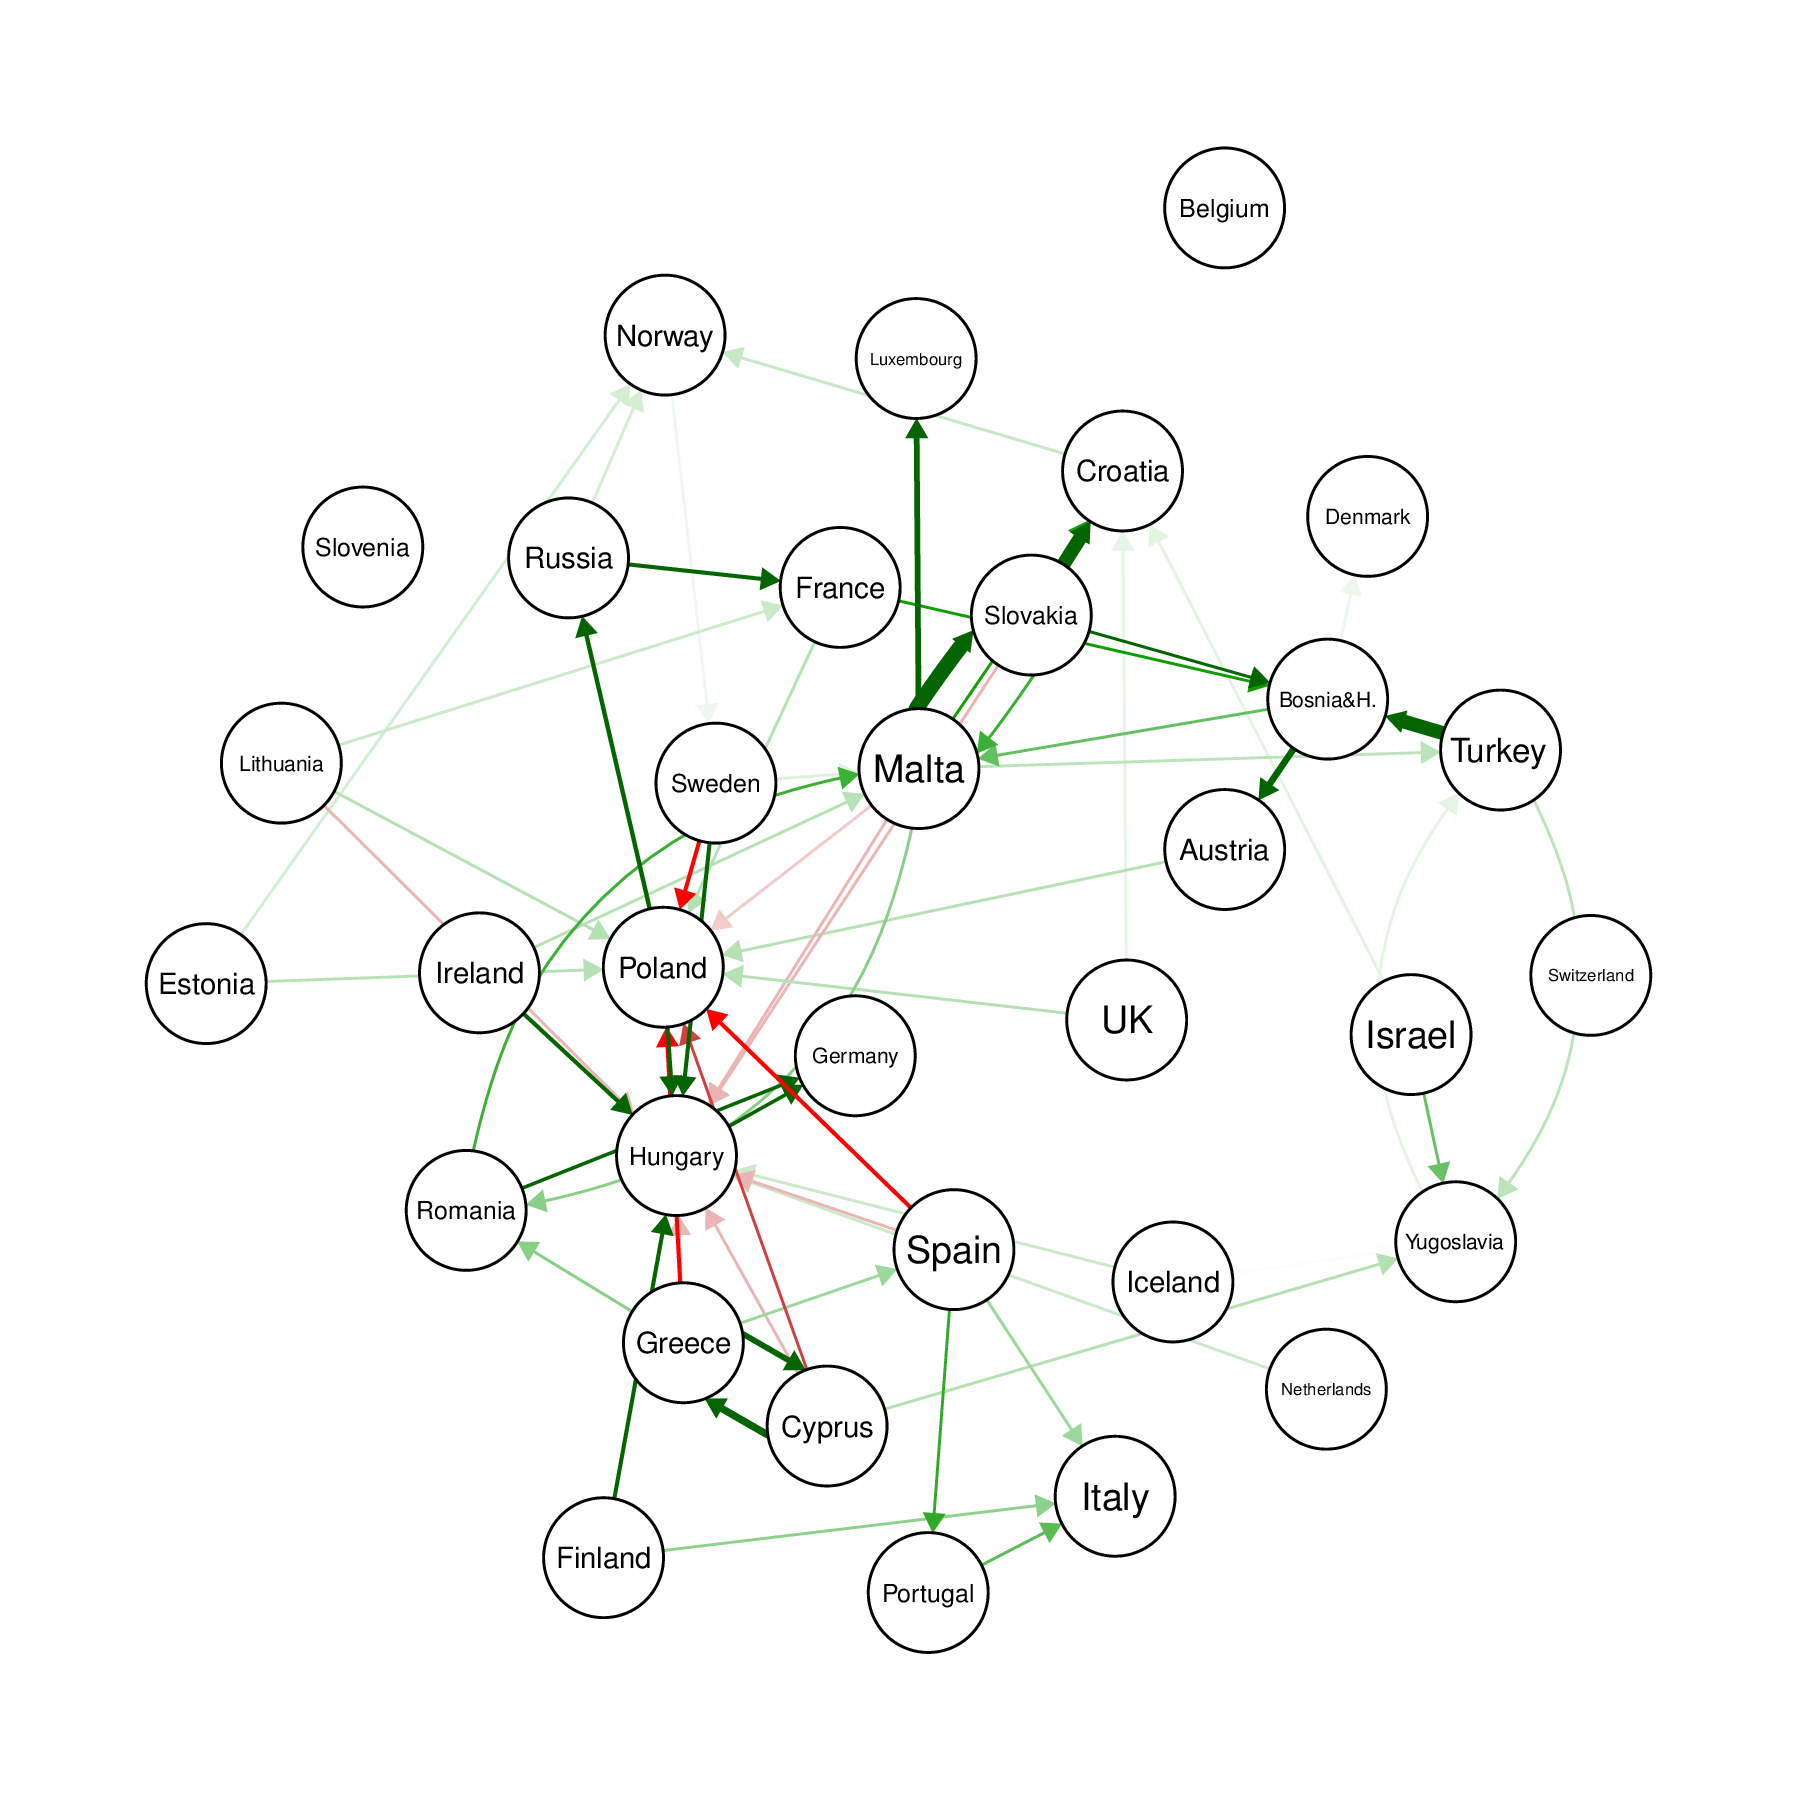 Belgium
Norway
Luxembourg
Croatia
Denmark
Slovenia
Russia
France
Slovakia
Bosnia&H.
Turkey
Lithuania
Sweden
Malta
Austria
Estonia
Ireland
Poland
Switzerland
UK
Israel
Germany
Hungary
Romania
Spain
Yugoslavia
Iceland
Greece
Netherlands
Cyprus
Italy
Finland
Portugal